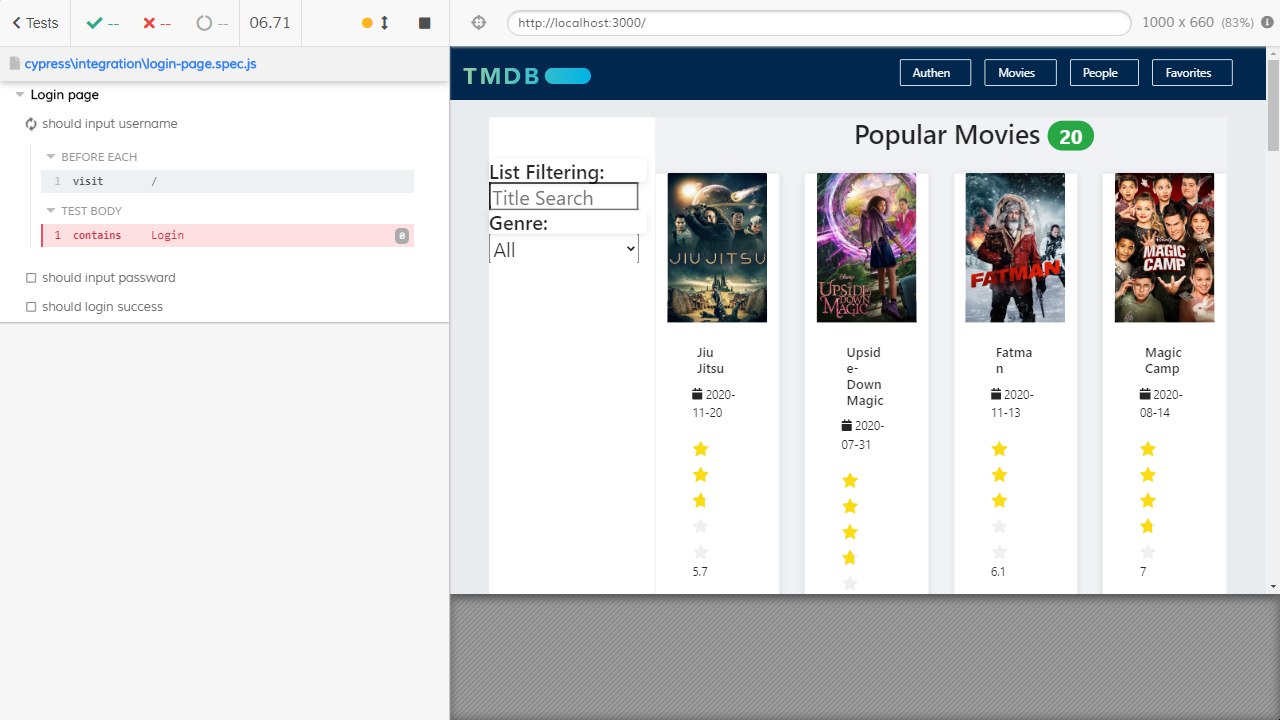 Tests
--
--
--
06.71
http://localhost:3000/
1000 x 660 (83%)
cypress\integration\login-page.spec.js
Login page
should input username
BEFORE EACH
1 visit /
TEST BODY
1 contains Login 0
should input passward
should login success
TMDB
Authen
Movies
People
Favorites
Popular Movies 20
List Filtering:
Title Search
Genre:
All
JIU JITSU
Disney
UPSIDE
DOWN
MAGIC
FATMAN
Disney
MAGIC
CAMP
Jiu
Jitsu
2020-
11-20
5.7
Upsid
e-
Down
Magic
2020-
07-31
Fatma
n
2020-
11-13
6.1
Magic
Camp
2020-
08-14
7